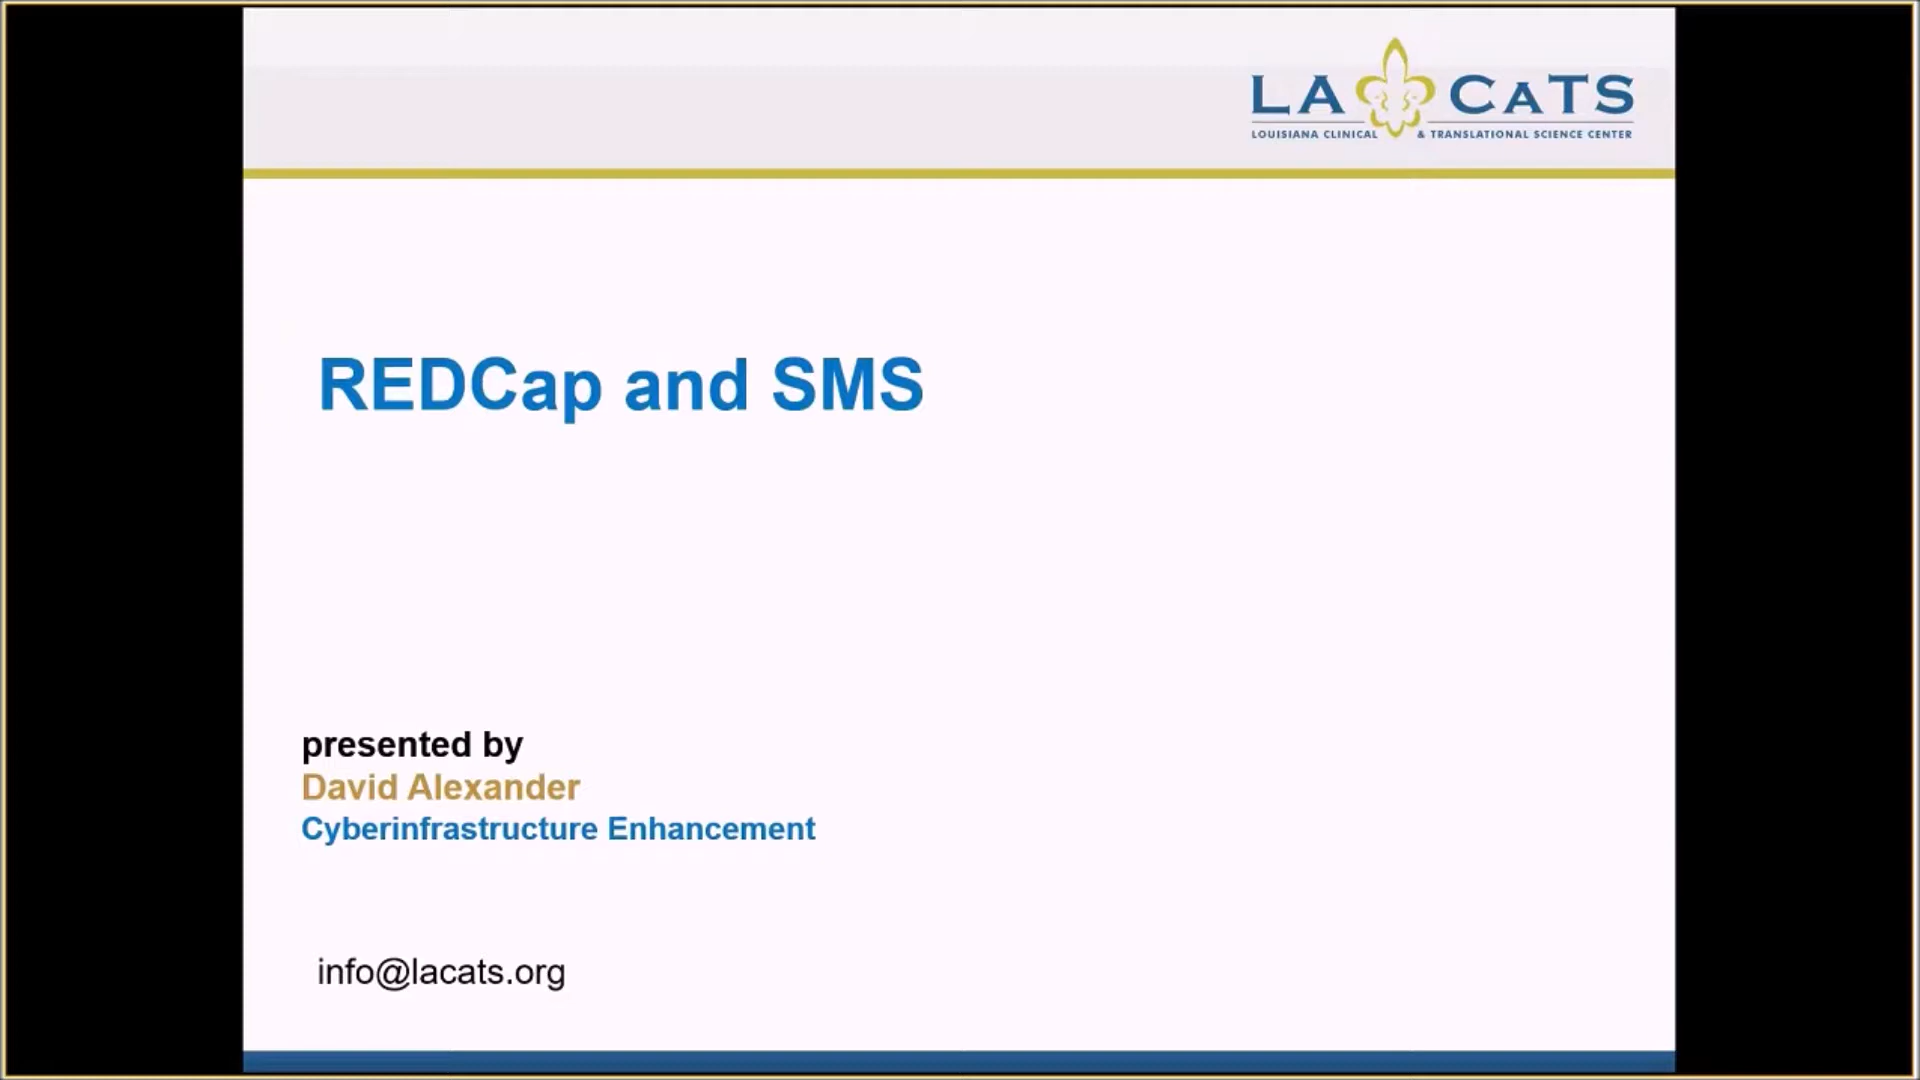 LA CATS
LOUISIANA CLINICAL & TRANSLATIONAL SCIENCE CENTER
REDCap and SMS
presented by
David Alexander
Cyberinfrastructure Enhancement
info@lacats.org